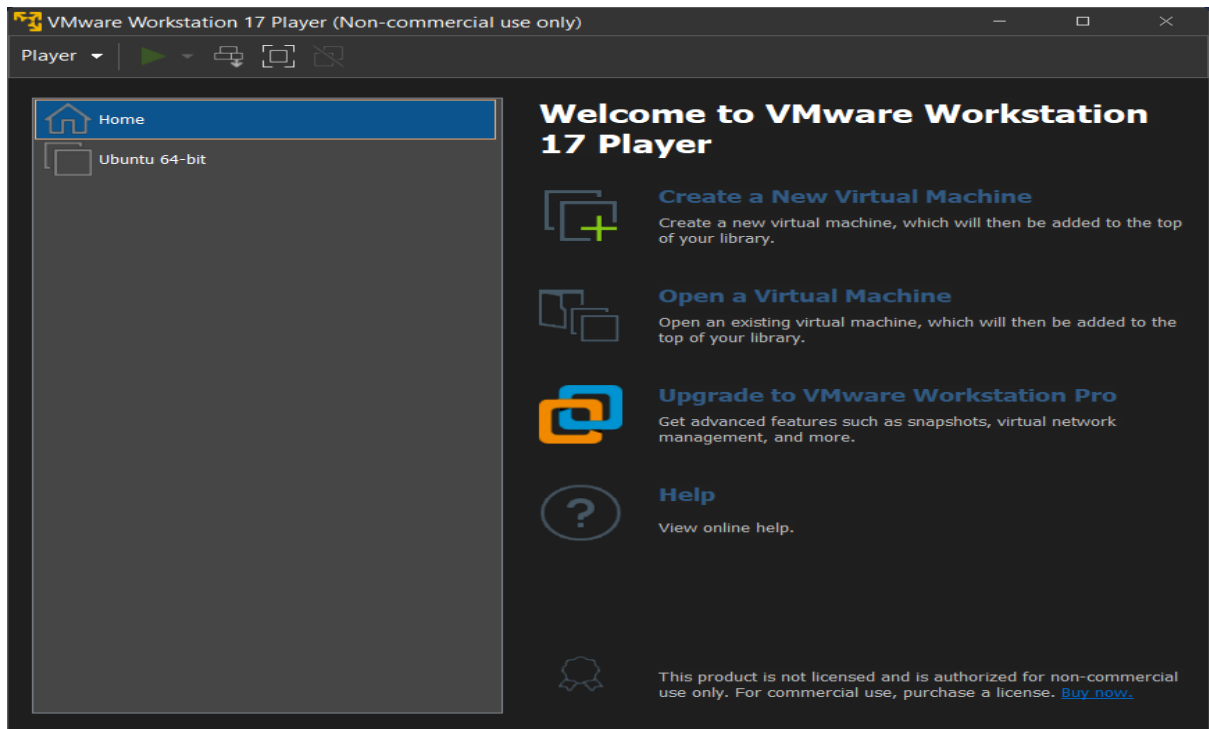 VMware Workstation 17 Player (Non-commercial use only)
Player
Home
Ubuntu 64-bit
Welcome to VMware Workstation
17 Player
Create a New Virtual Machine
Create a new virtual machine, which will then be added to the top
of your library.
Open a Virtual Machine
Open an existing virtual machine, which will then be added to the
top of your library.
Upgrade to VMware Workstation Pro
Get advanced features such as snapshots, virtual network
management, and more.
Help
View online help.
This product is not licensed and is authorized for non-commercial
use only. For commercial use, purchase a license. Buy now.